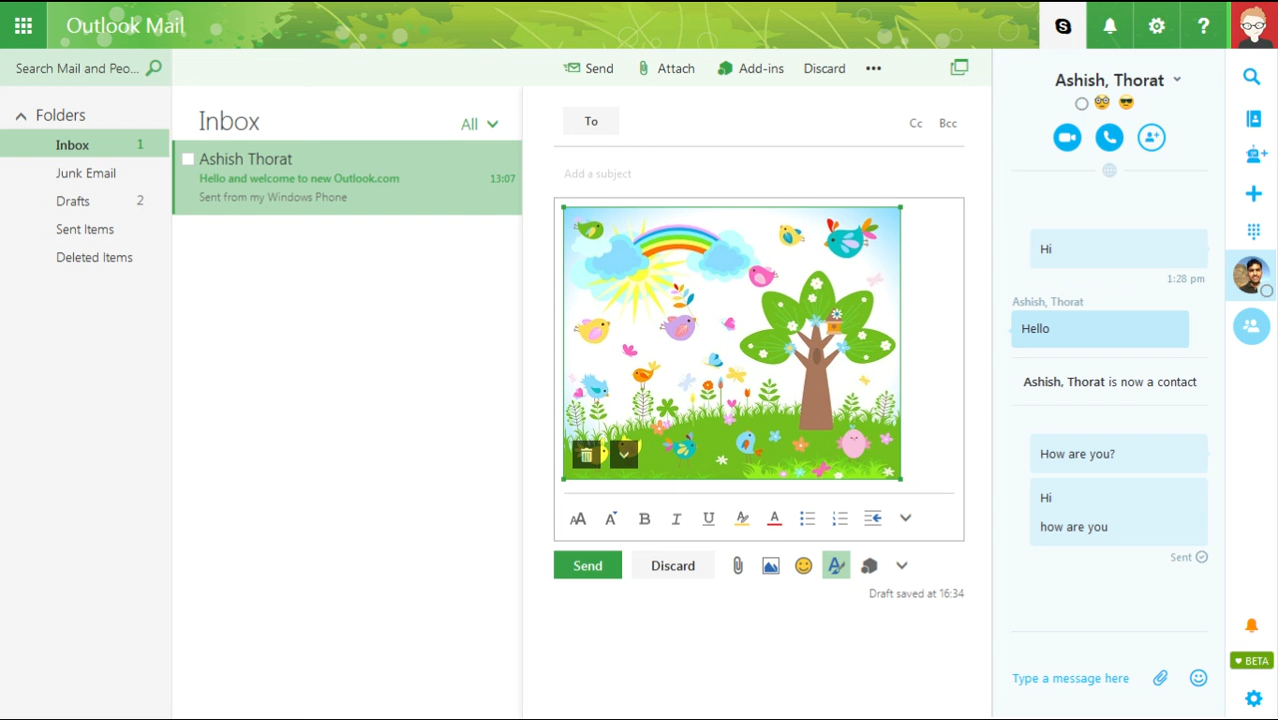 Outlook Mail
Search Mail and Peo...
Folders
Inbox 1
Junk Email
Drafts 2
Sent Items
Deleted Items
Inbox
All
Ashish Thorat
Hello and welcome to new Outlook.com 13:07
Sent from my Windows Phone
Send Attach Add-ins Discard •••
To
Cc Bcc
Add a subject
AA A B I U A
Send Discard
Draft saved at 16:34
Ashish, Thorat
Hi
1:28 pm
Ashish, Thorat
Hello
Ashish, Thorat is now a contact
How are you?
Hi
how are you
Sent
Type a message here
BETA